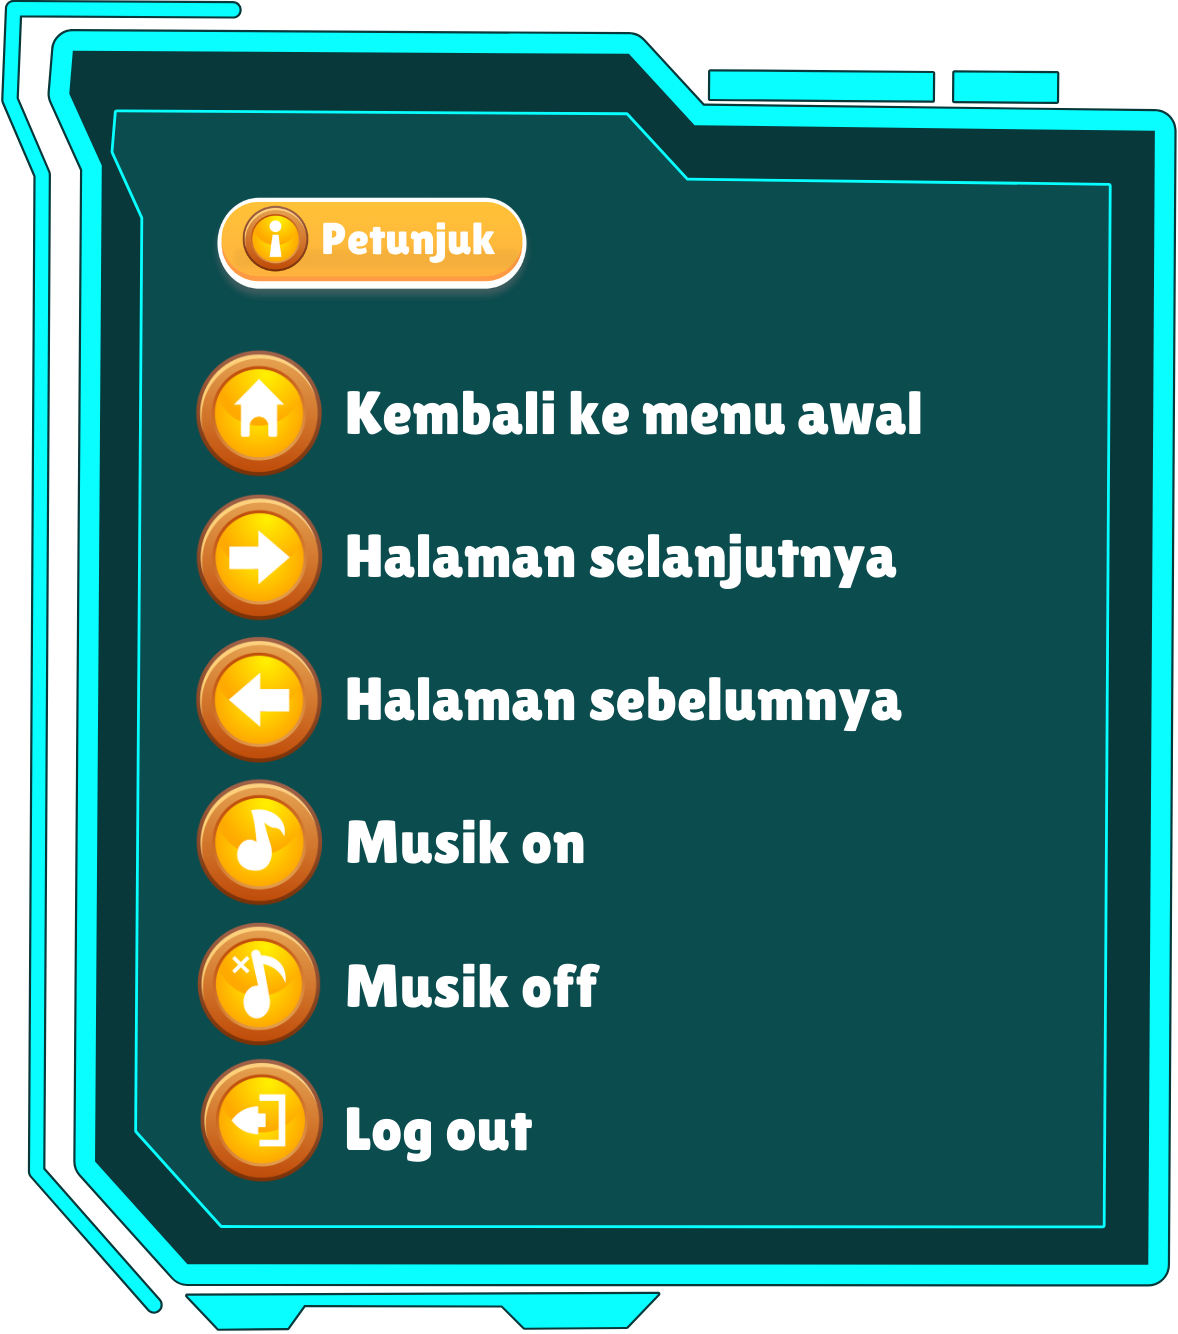 Petunjuk
Kembali ke menu awal
Halaman selanjutnya
Halaman sebelumnya
Musik on
Musik off
Log out